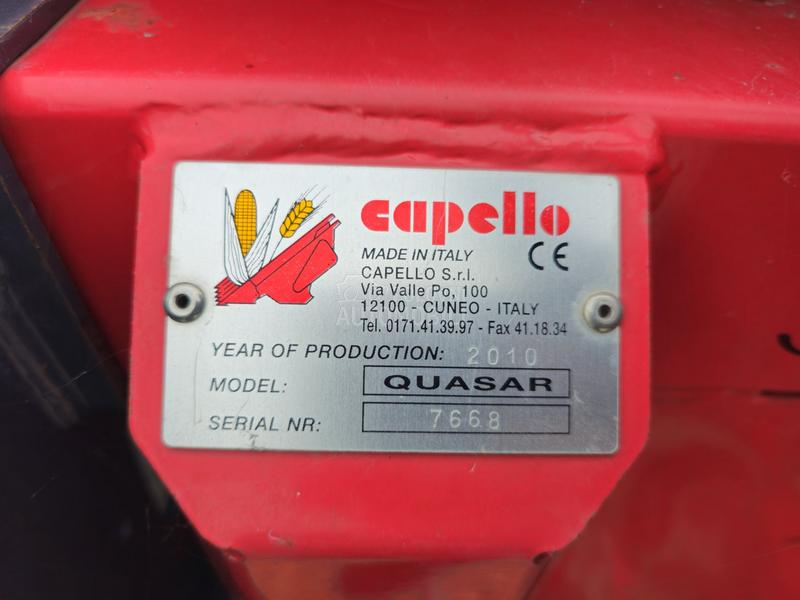 capello
MADE IN ITALY
CE
CAPELLO S.r.l.
Via Valle Po, 100
12100 - CUNEO - ITALY
Tel. 0171.41.39.97 - Fax 41.18.34
YEAR OF PRODUCTION: 2010
MODEL: QUASAR
SERIAL NR: 7668